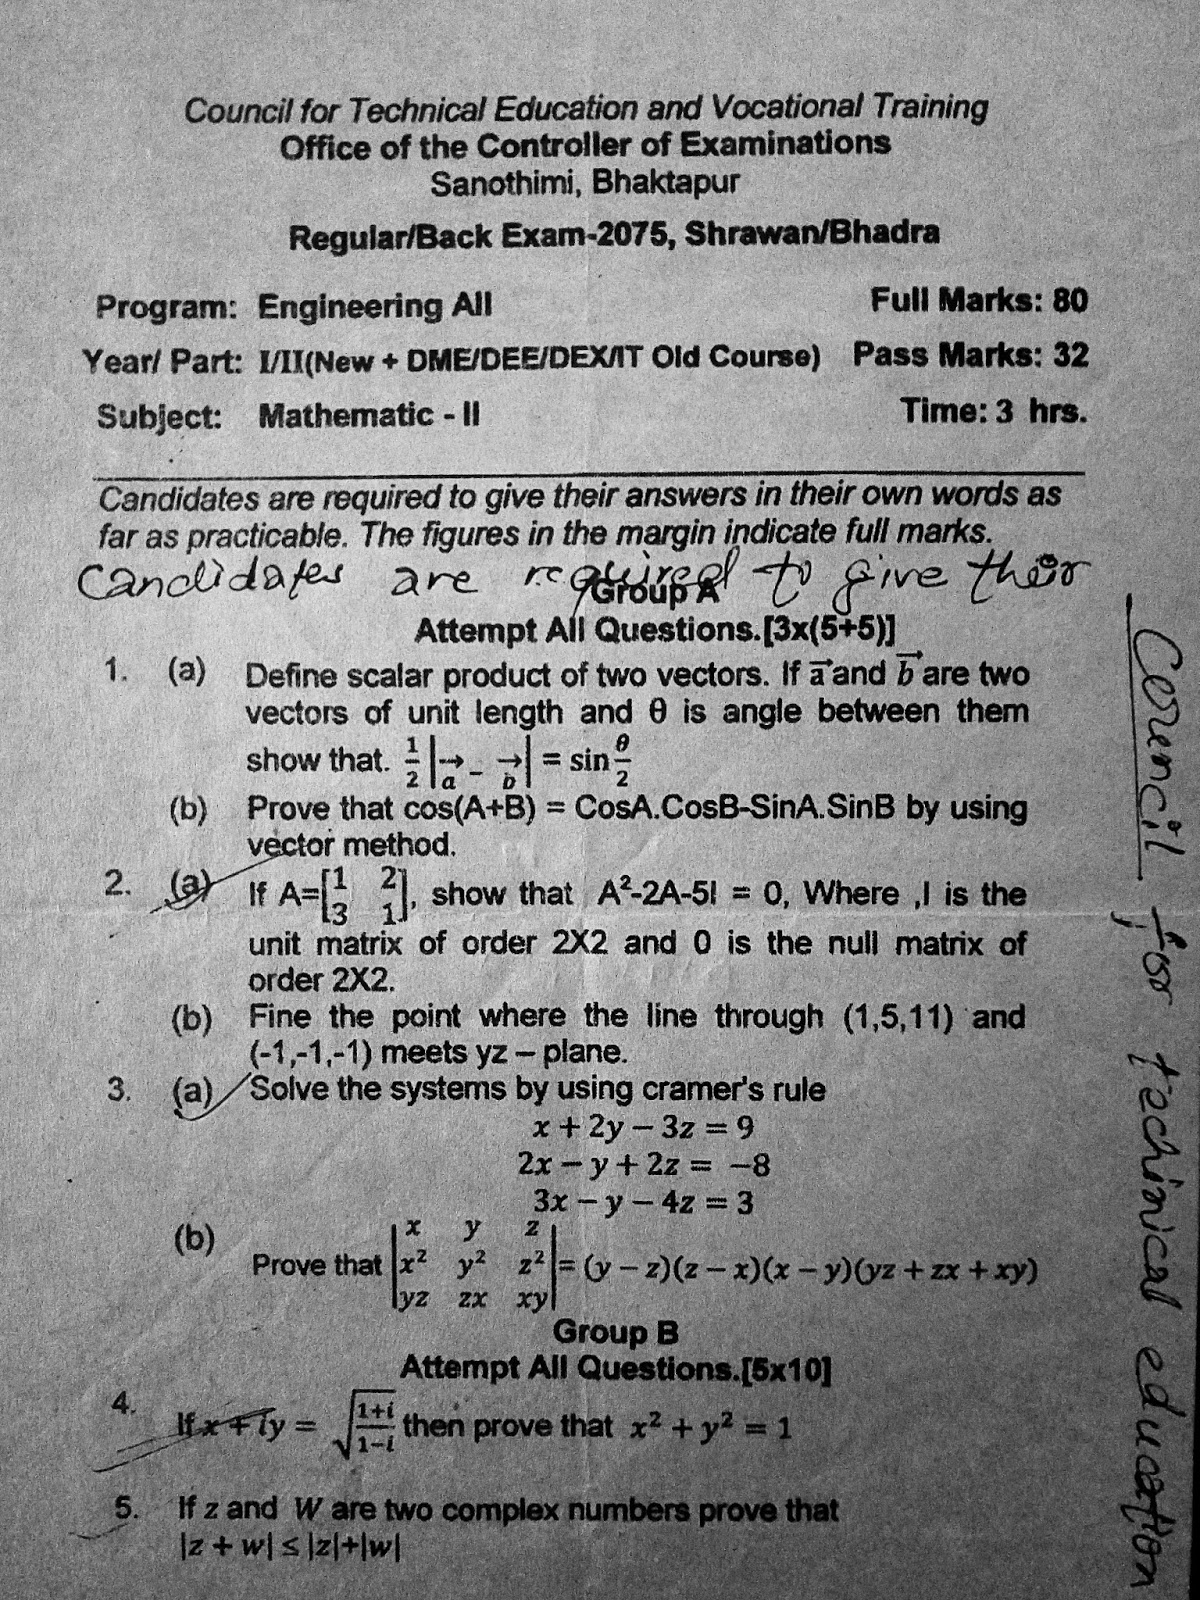 Council for Technical Education and Vocational Training
Office of the Controller of Examinations
Sanothimi, Bhaktapur
Regular/Back Exam-2075, Shrawan/Bhadra
Program: Engineering All Full Marks: 80
Year/ Part: I/II(New + DME/DEE/DEX/IT Old Course) Pass Marks: 32
Subject: Mathematic - II Time: 3 hrs.
Candidates are required to give their answers in their own words as
far as practicable. The figures in the margin indicate full marks.
Candidates are required to give their
Group A
Attempt All Questions.[3x(5+5)]
1. (a) Define scalar product of two vectors. If a⃗ and b⃗ are two
vectors of unit length and θ is angle between them
show that. 1/2 |→a - →b| = sin θ/2
(b) Prove that cos(A+B) = CosA.CosB-SinA.SinB by using
vector method.
2. (a) If A=[1 2; 3 1], show that A²-2A-5I = 0, Where ,I is the
unit matrix of order 2X2 and 0 is the null matrix of
order 2X2.
(b) Fine the point where the line through (1,5,11) and
(-1,-1,-1) meets yz – plane.
3. (a) Solve the systems by using cramer's rule
x + 2y − 3z = 9
2x − y + 2z = −8
3x − y − 4z = 3
(b) Prove that |x y z; x² y² z²; yz zx xy| = (y − z)(z − x)(x − y)(yz + zx + xy)
Group B
Attempt All Questions.[5x10]
4. If x + iy = √((1+i)/(1−i)) then prove that x² + y² = 1
5. If z and W are two complex numbers prove that
|z + w| ≤ |z|+|w|
Council for technical education